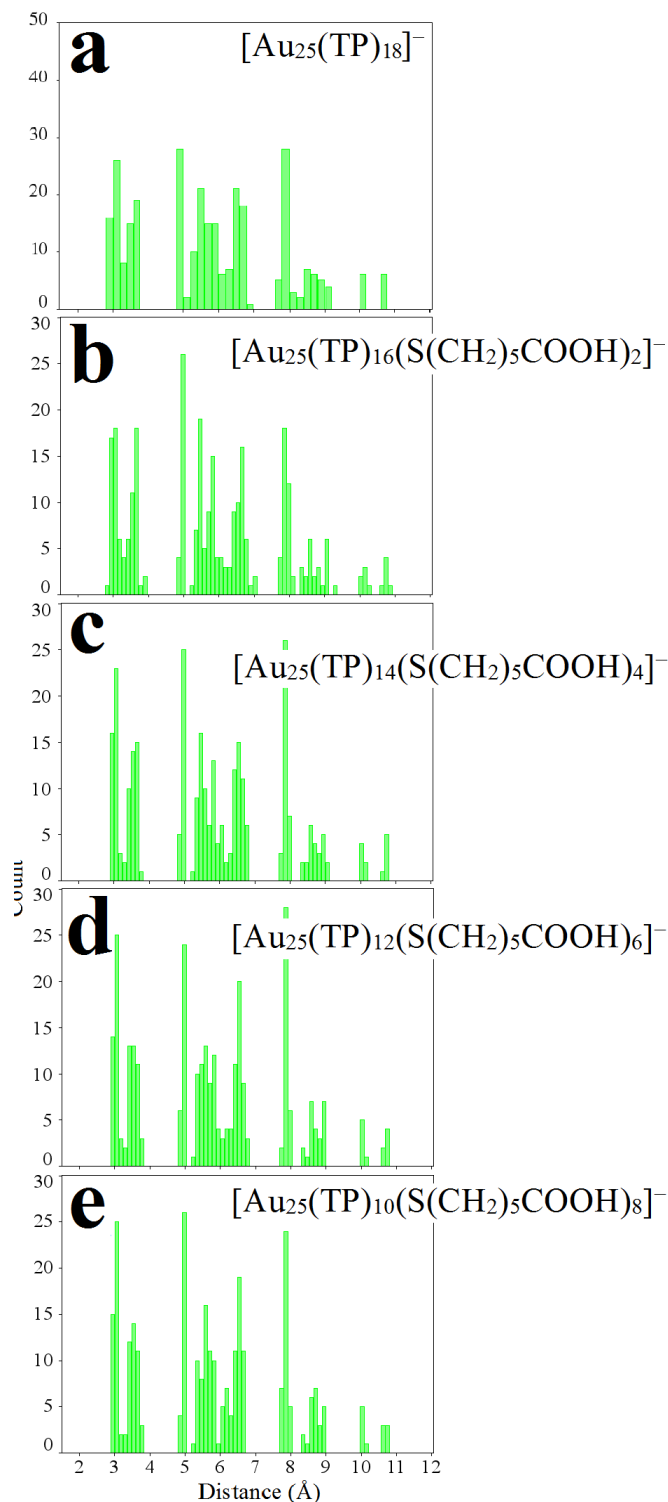 50
a
[Au₂₅(TP)₁₈]⁻
40
30
20
10
0
30
b
[Au₂₅(TP)₁₆(S(CH₂)₅COOH)₂]⁻
25
20
15
10
5
0
30
c
[Au₂₅(TP)₁₄(S(CH₂)₅COOH)₄]⁻
25
20
15
10
5
0
Count
30
d
[Au₂₅(TP)₁₂(S(CH₂)₅COOH)₆]⁻
25
20
15
10
5
0
30
e
[Au₂₅(TP)₁₀(S(CH₂)₅COOH)₈]⁻
25
20
15
10
5
0
2 3 4 5 6 7 8 9 10 11 12
Distance (Å)